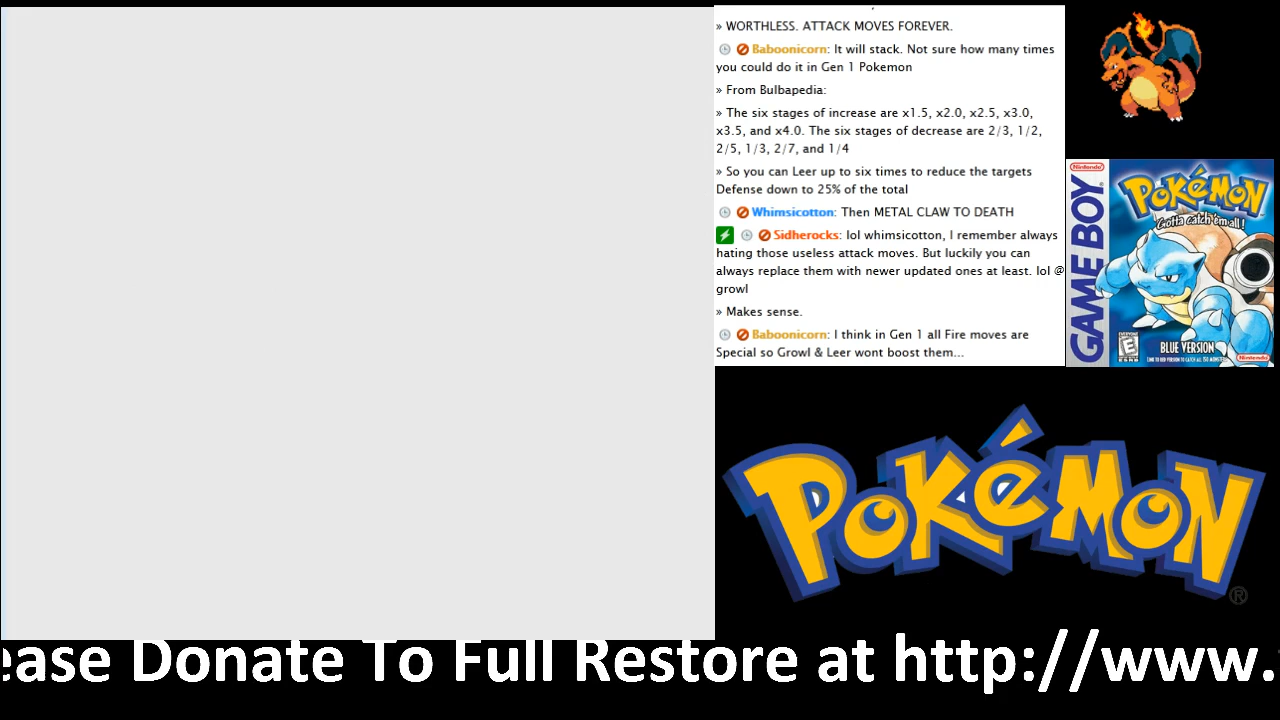 » WORTHLESS. ATTACK MOVES FOREVER.
Baboonicorn: It will stack. Not sure how many times
you could do it in Gen 1 Pokemon
» From Bulbapedia:
» The six stages of increase are x1.5, x2.0, x2.5, x3.0,
x3.5, and x4.0. The six stages of decrease are 2/3, 1/2,
2/5, 1/3, 2/7, and 1/4
» So you can Leer up to six times to reduce the targets
Defense down to 25% of the total
Whimsicotton: Then METAL CLAW TO DEATH
Sidherocks: lol whimsicotton, I remember always
hating those useless attack moves. But luckily you can
always replace them with newer updated ones at least. lol @
growl
» Makes sense.
Baboonicorn: I think in Gen 1 all Fire moves are
Special so Growl & Leer wont boost them...
Nintendo
GAME BOY
POKéMON
Gotta catch 'em all!
EVERYONE
E
BLUE VERSION
Nintendo
POKéMON
®
ease Donate To Full Restore at http://www.